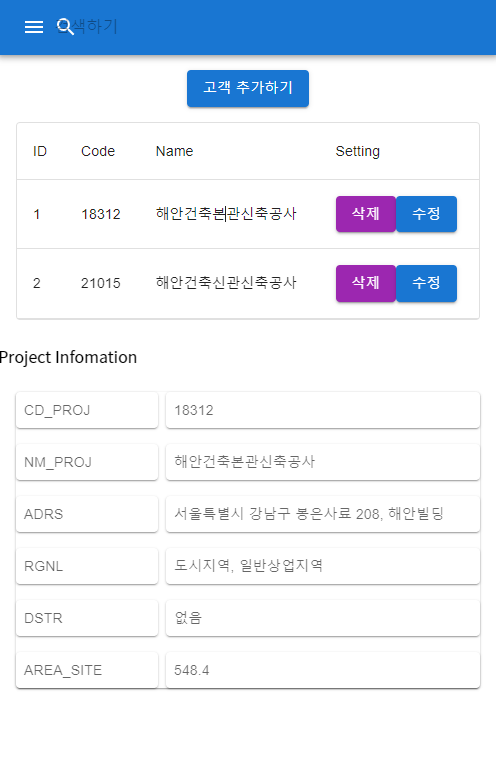 검색하기
고객 추가하기
ID Code Name Setting
1 18312 해안건축본관신축공사 삭제 수정
2 21015 해안건축신관신축공사 삭제 수정
Project Infomation
CD_PROJ 18312
NM_PROJ 해안건축본관신축공사
ADRS 서울특별시 강남구 봉은사료 208, 해안빌딩
RGNL 도시지역, 일반상업지역
DSTR 없음
AREA_SITE 548.4